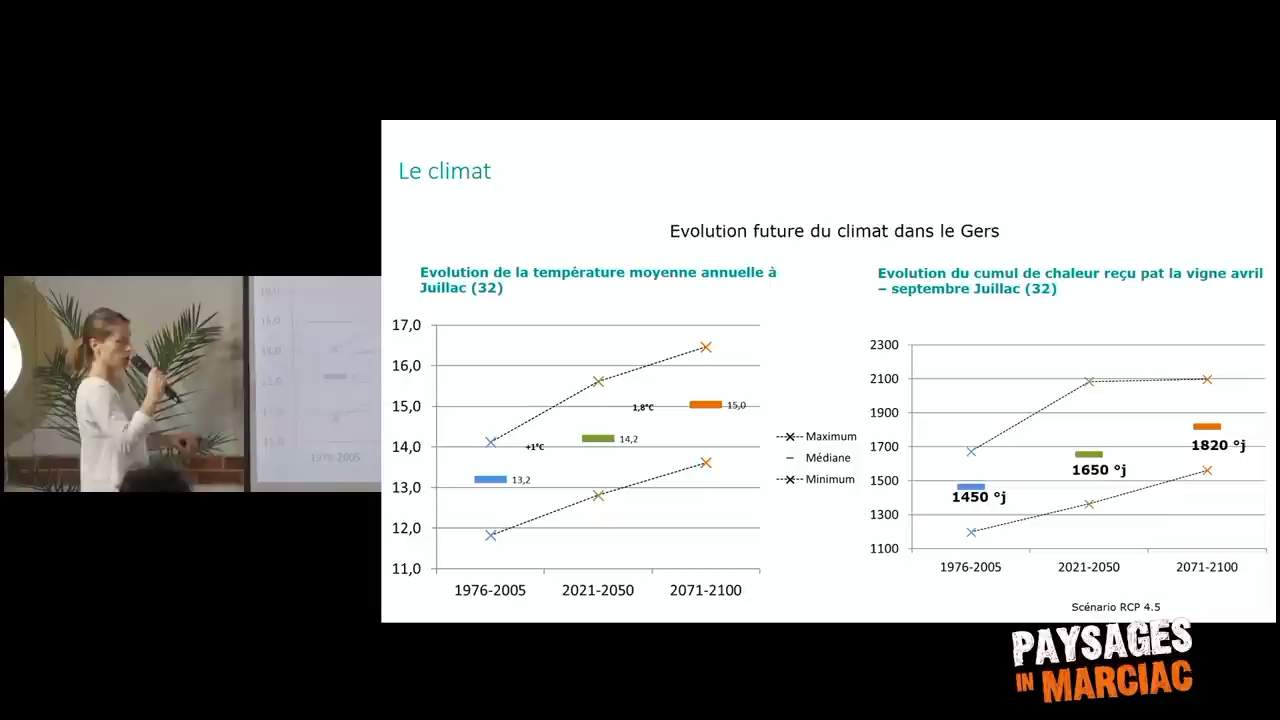 Le climat
Evolution future du climat dans le Gers
Evolution de la température moyenne annuelle à
Juillac (32)
17,0
16,0
15,0
14,0
13,0
12,0
11,0
+1°C
1,8°C
13,2
14,2
15,0
1976-2005
2021-2050
2071-2100
Maximum
Médiane
Minimum
Evolution du cumul de chaleur reçu pat la vigne avril
– septembre Juillac (32)
2300
2100
1900
1700
1500
1300
1100
1450 °j
1650 °j
1820 °j
1976-2005
2021-2050
2071-2100
Scénario RCP 4.5
PAYSAGES
IN MARCIAC